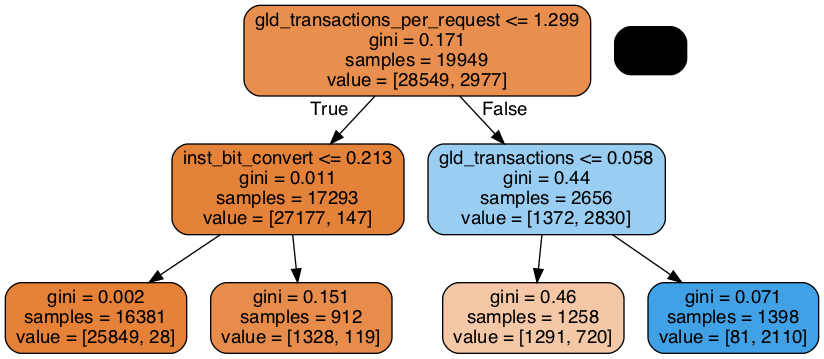 gld_transactions_per_request <= 1.299
gini = 0.171
samples = 19949
value = [28549, 2977]
True
False
inst_bit_convert <= 0.213
gini = 0.011
samples = 17293
value = [27177, 147]
gld_transactions <= 0.058
gini = 0.44
samples = 2656
value = [1372, 2830]
gini = 0.002
samples = 16381
value = [25849, 28]
gini = 0.151
samples = 912
value = [1328, 119]
gini = 0.46
samples = 1258
value = [1291, 720]
gini = 0.071
samples = 1398
value = [81, 2110]